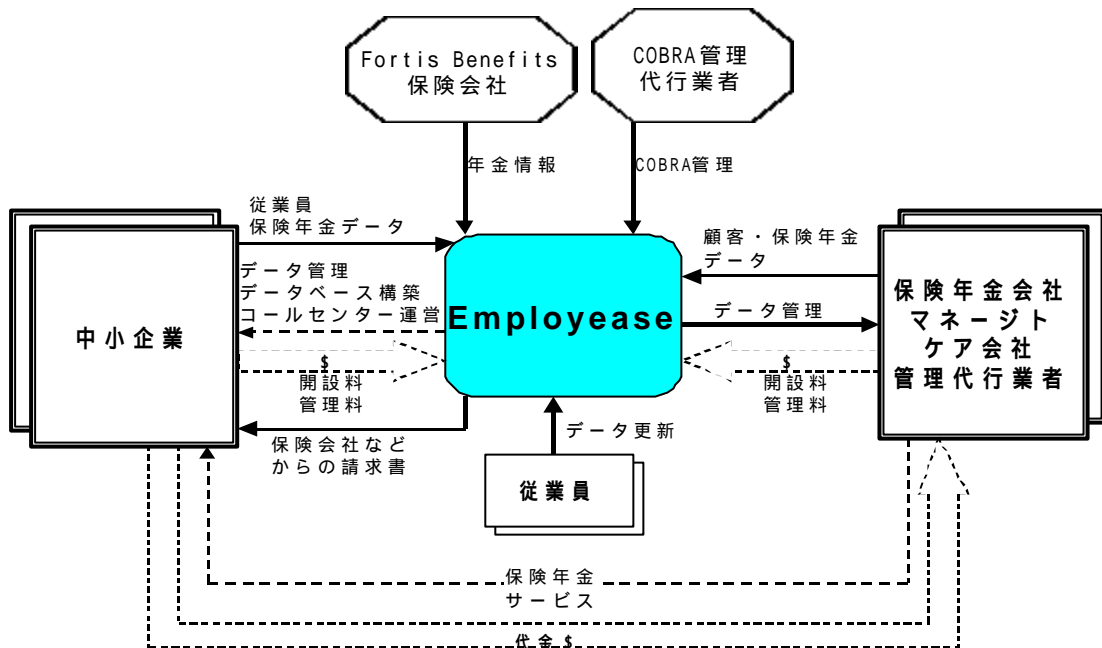 Fortis Benefits
保険会社
COBRA管理
代行業者
年金情報
COBRA管理
従業員
保険年金データ
顧客・保険年金
データ
データ管理
データベース構築
コールセンター運営
中小企業
Employease
データ管理
保険年金会社
マネージト
ケア会社
管理代行業者
$
開設料
管理料
$
開設料
管理料
保険会社など
からの請求書
データ更新
従業員
保険年金
サービス
代金$